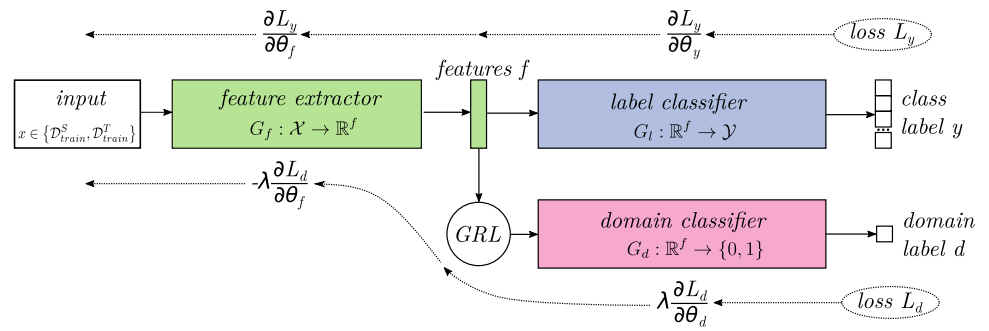 ∂L_y/∂θ_f
∂L_y/∂θ_y
loss L_y
features f
input
x ∈ {𝒟^S_train, 𝒟^T_train}
feature extractor
G_f : 𝒳 → ℝ^f
label classifier
G_l : ℝ^f → 𝒴
class
label y
...
-λ∂L_d/∂θ_f
GRL
domain classifier
G_d : ℝ^f → {0, 1}
domain
label d
λ∂L_d/∂θ_d
loss L_d